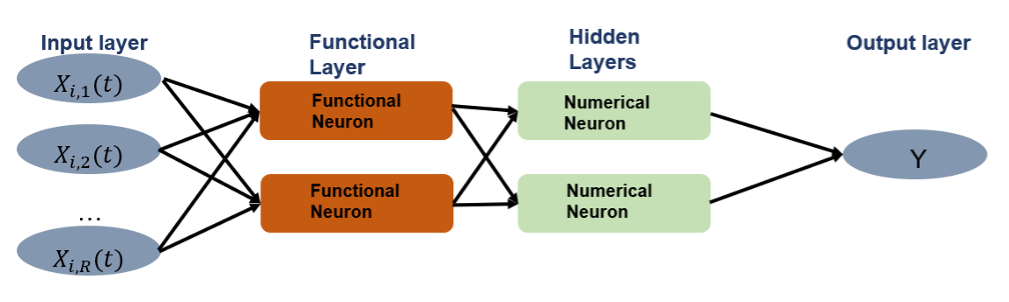 Input layer
Functional
Layer
Hidden
Layers
Output layer
X_{i,1}(t)
X_{i,2}(t)
...
X_{i,R}(t)
Functional
Neuron
Functional
Neuron
Numerical
Neuron
Numerical
Neuron
Y